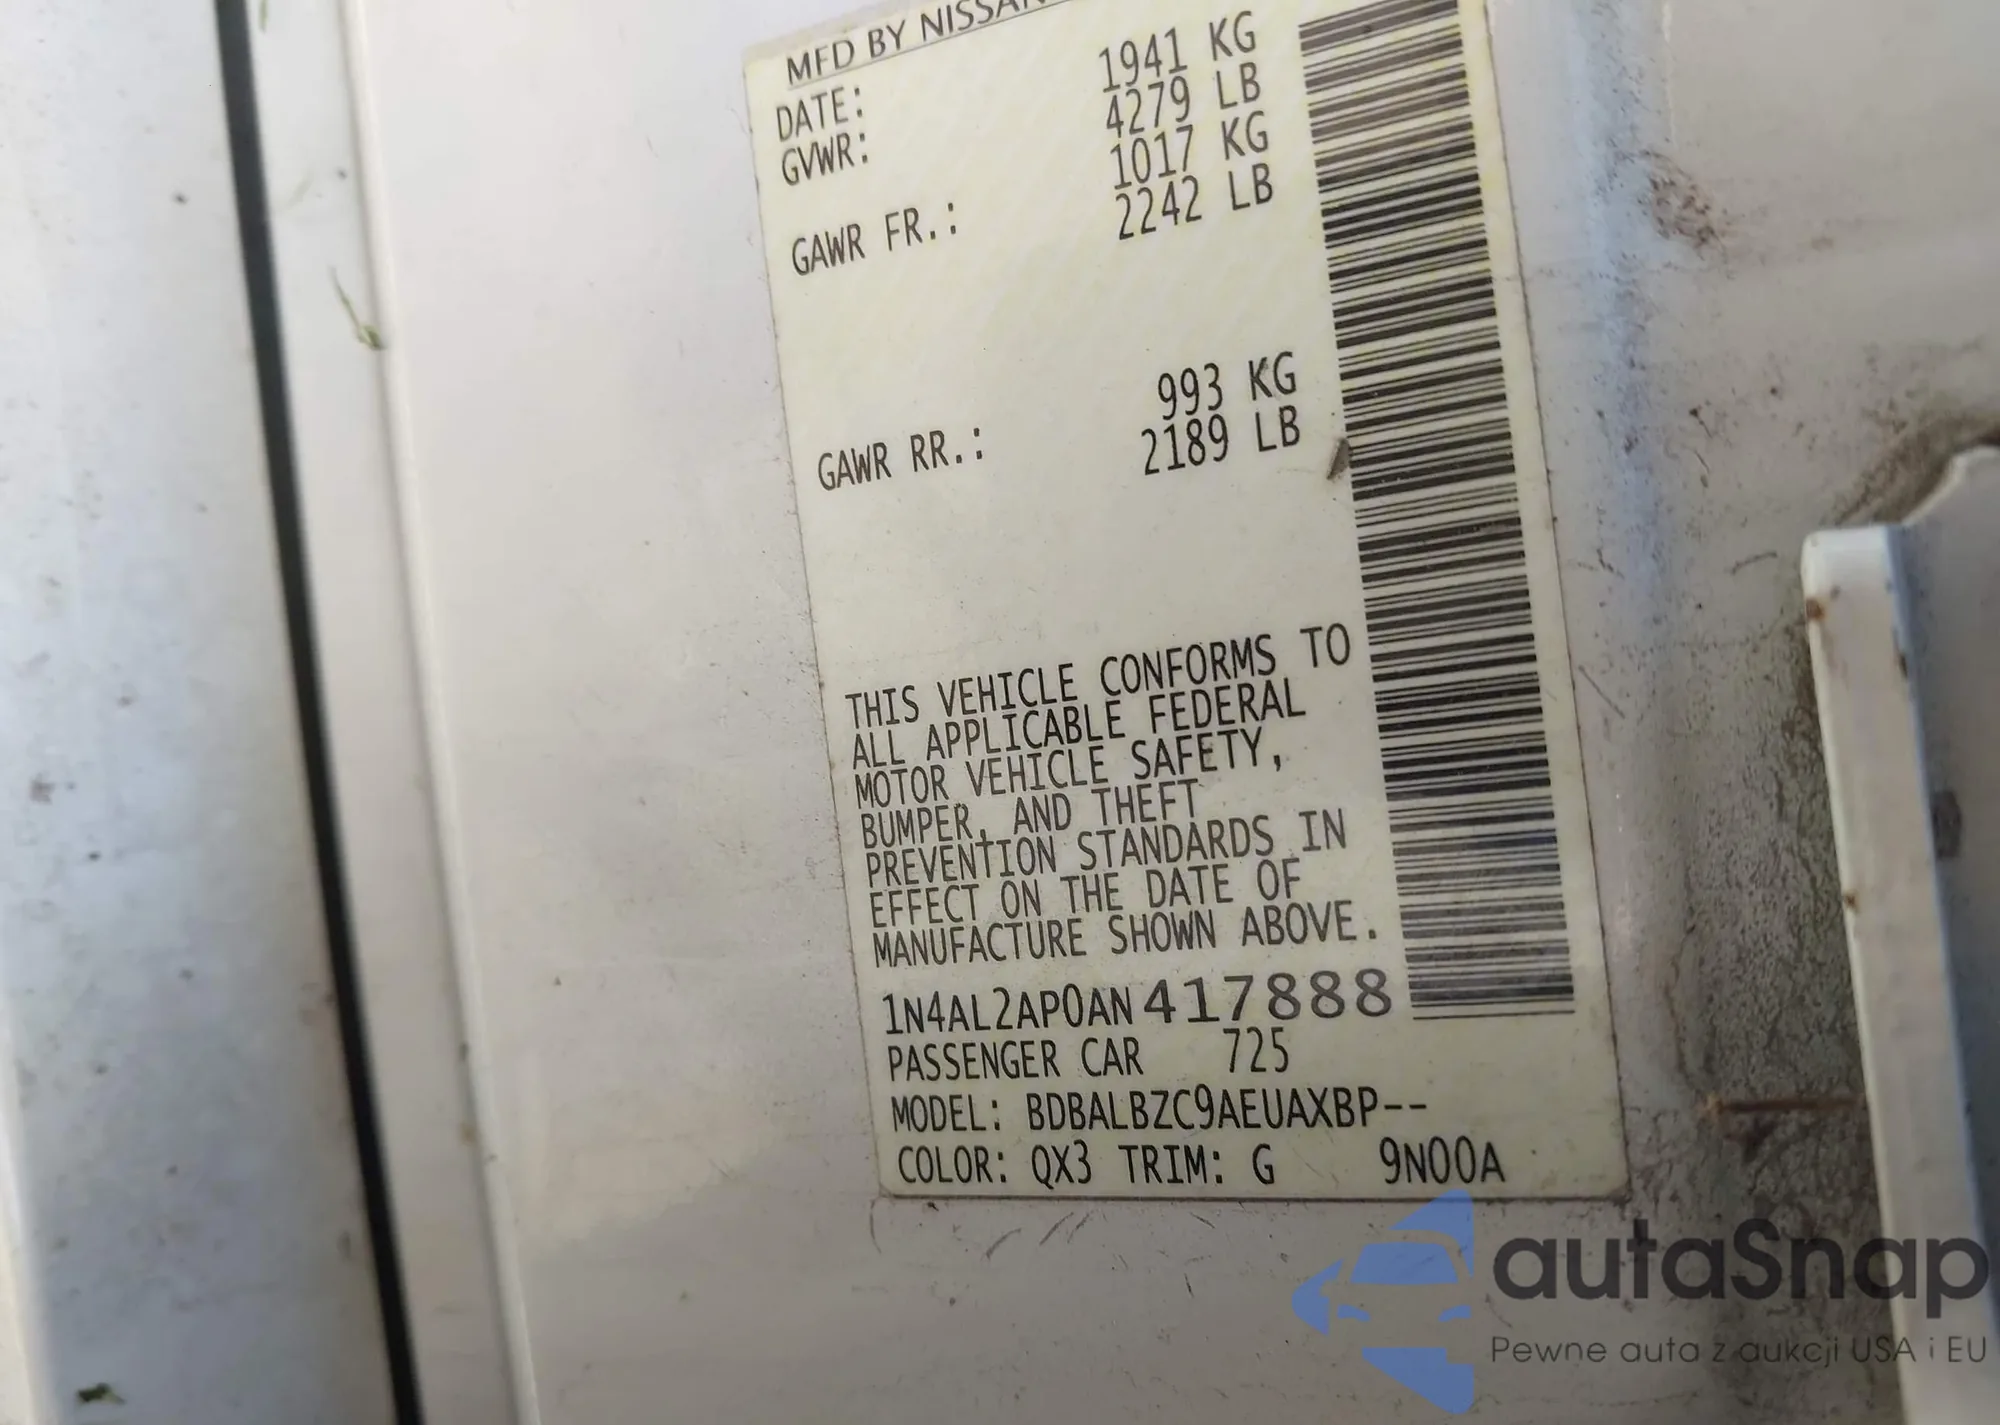 MFD BY NISSAN
DATE:
GVWR: 1941 KG
4279 LB
GAWR FR.: 1017 KG
2242 LB
GAWR RR.: 993 KG
2189 LB
THIS VEHICLE CONFORMS TO
ALL APPLICABLE FEDERAL
MOTOR VEHICLE SAFETY,
BUMPER, AND THEFT
PREVENTION STANDARDS IN
EFFECT ON THE DATE OF
MANUFACTURE SHOWN ABOVE.
1N4AL2AP0AN417888
PASSENGER CAR 725
MODEL: BDBALBZC9AEUAXBP--
COLOR: QX3 TRIM: G 9N00A
autaSnap
Pewne auta z aukcji USA i EU